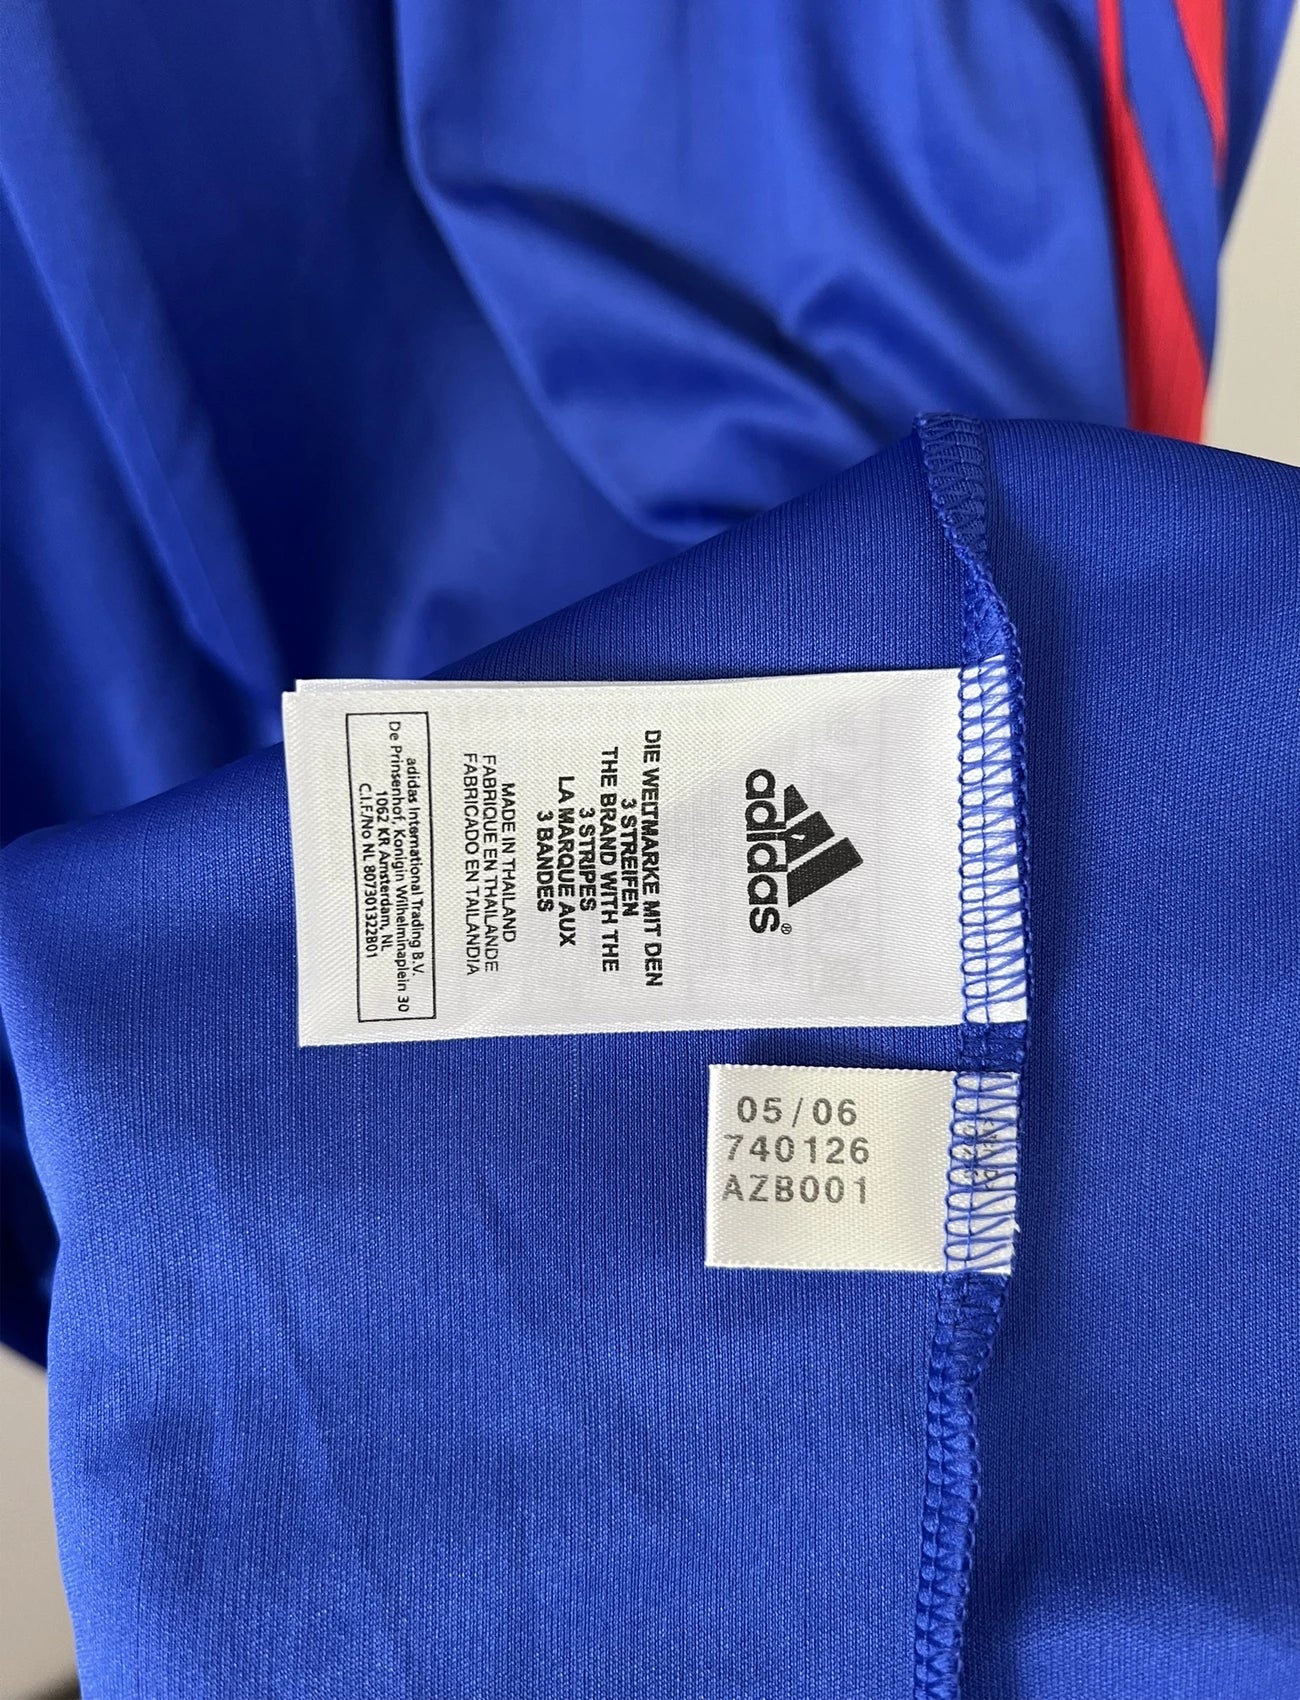 adidas®
DIE WELTMARKE MIT DEN
3 STREIFEN
THE BRAND WITH THE
3 STRIPES
LA MARQUE AUX
3 BANDES
MADE IN THAILAND
FABRIQUE EN THAILANDE
FABRICADO EN TAILANDIA
adidas International Trading B.V.
De Prinsenhof, Konigin Wilhelminaplein 30
1062 KR Amsterdam, NL
C.I.F./No NL 807301322B01
05/06
740126
AZB001